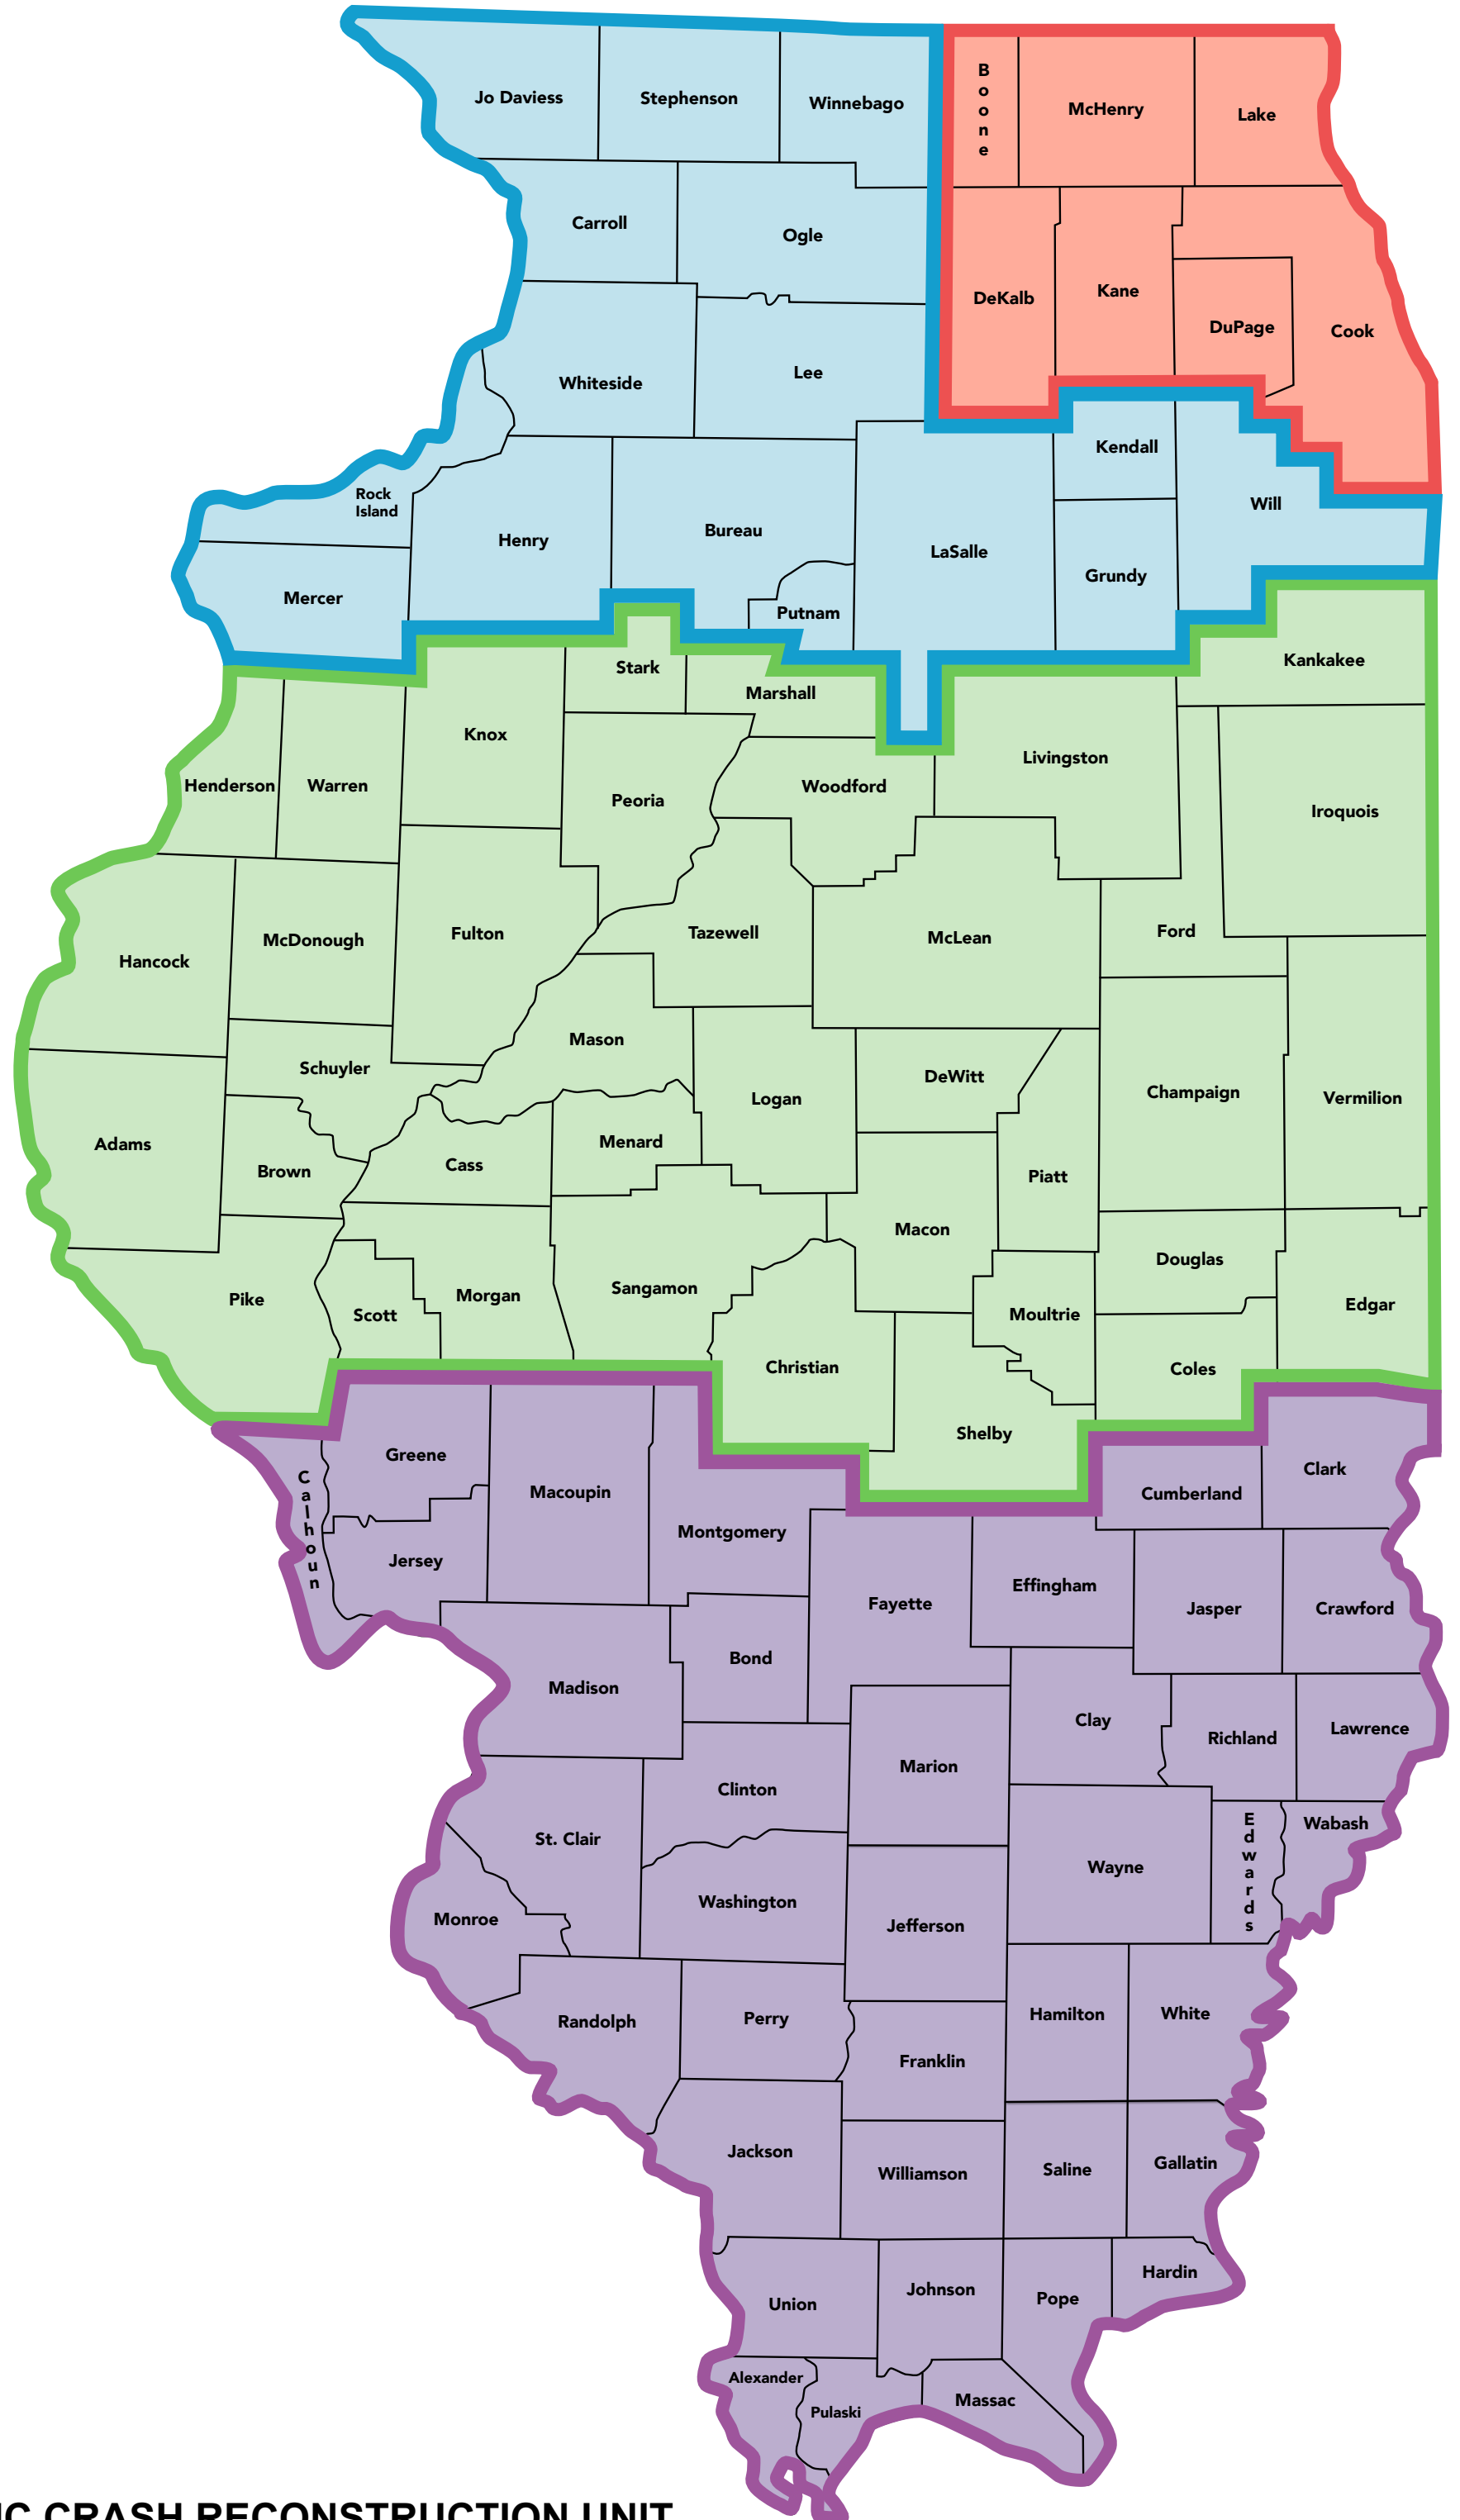 Jo Daviess
Stephenson
Winnebago
Boone
McHenry
Lake
Carroll
Ogle
DeKalb
Kane
DuPage
Cook
Whiteside
Lee
Rock
Island
Henry
Bureau
LaSalle
Kendall
Will
Grundy
Mercer
Putnam
Stark
Marshall
Kankakee
Knox
Livingston
Henderson
Warren
Peoria
Woodford
Iroquois
Hancock
McDonough
Fulton
Tazewell
McLean
Ford
Mason
Schuyler
Logan
DeWitt
Champaign
Vermilion
Adams
Brown
Cass
Menard
Piatt
Macon
Douglas
Pike
Scott
Morgan
Sangamon
Moultrie
Edgar
Christian
Coles
Shelby
Greene
Calhoun
Macoupin
Montgomery
Cumberland
Clark
Jersey
Fayette
Effingham
Jasper
Crawford
Bond
Madison
Clay
Richland
Lawrence
Marion
Clinton
St. Clair
Wayne
Edwards
Wabash
Monroe
Washington
Jefferson
Randolph
Perry
Hamilton
White
Franklin
Jackson
Williamson
Saline
Gallatin
Union
Johnson
Pope
Hardin
Alexander
Pulaski
Massac
IC CRASH RECONSTRUCTION UNIT